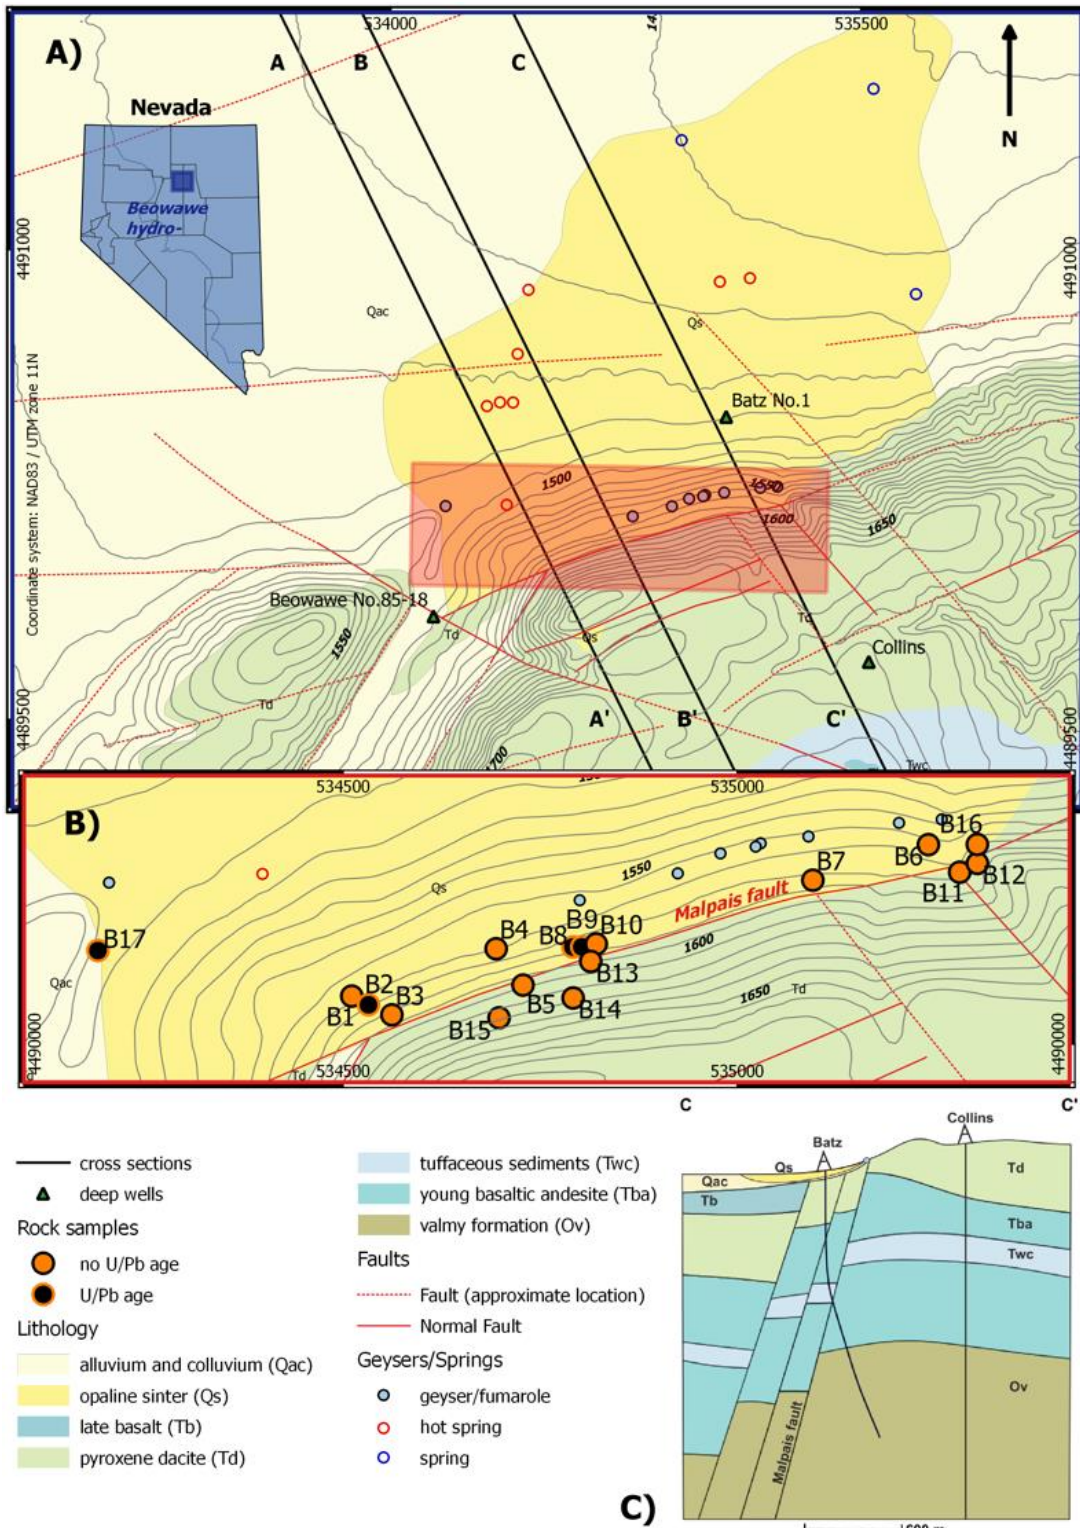 A)
534000
535500
A
B
C
N
Nevada
Beowawe
hydro-
4491000
4491000
Qac
Qs
Coordinate system: NAD83 / UTM zone 11N
Batz No.1
1500
1550
1600
1650
Beowawe No.85-18
Td
Qs
Td
Collins
1550
Td
A'
B'
C'
4489500
4489500
1700
Twc
B)
534500
535000
B16
B6
B7
B12
B11
1550
Malpais fault
Qs
B17
B4
B9
B8
B10
1600
B13
Qac
B2
B1
B3
B5
B14
B15
1650
Td
4490000
4490000
Td
534500
535000
C
C'
cross sections
deep wells
Rock samples
no U/Pb age
U/Pb age
Lithology
alluvium and colluvium (Qac)
opaline sinter (Qs)
late basalt (Tb)
pyroxene dacite (Td)
tuffaceous sediments (Twc)
young basaltic andesite (Tba)
valmy formation (Ov)
Faults
Fault (approximate location)
Normal Fault
Geysers/Springs
geyser/fumarole
hot spring
spring
Collins
Batz
Qs
Qac
Tb
Td
Tba
Twc
Ov
Malpais fault
C)